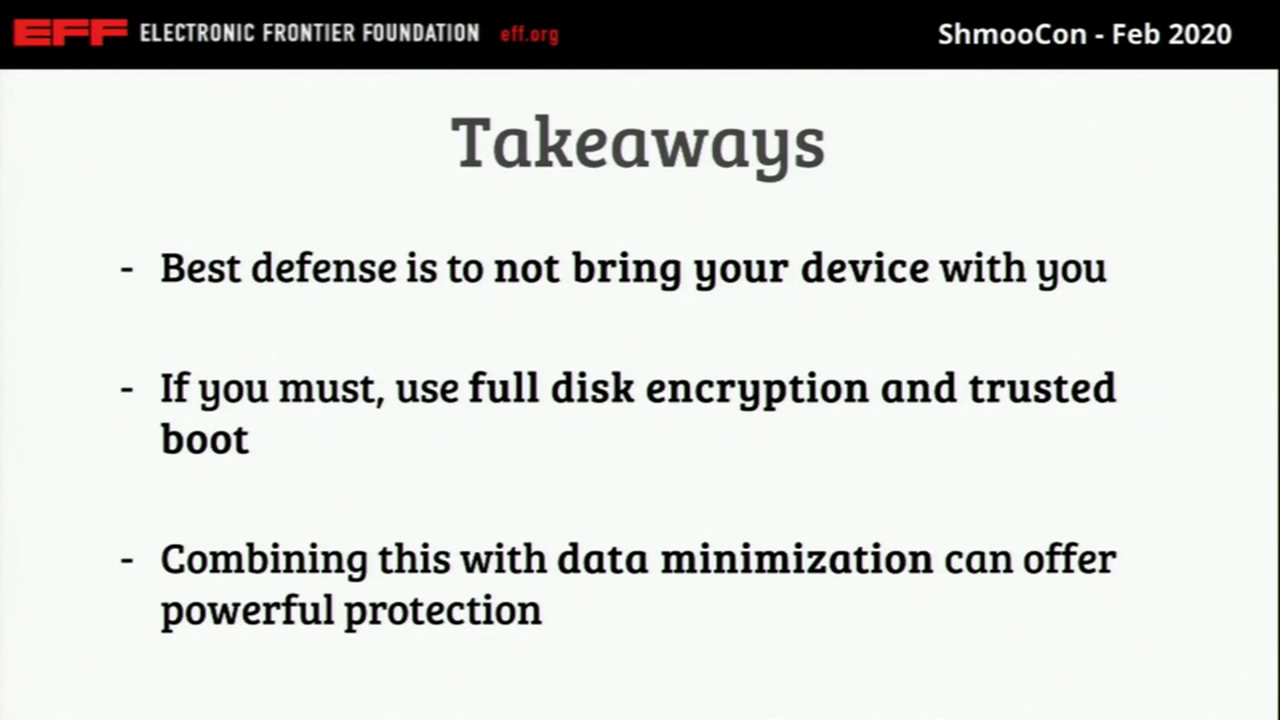 EFF ELECTRONIC FRONTIER FOUNDATION eff.org
ShmooCon - Feb 2020
Takeaways
- Best defense is to not bring your device with you
- If you must, use full disk encryption and trusted
boot
- Combining this with data minimization can offer
powerful protection